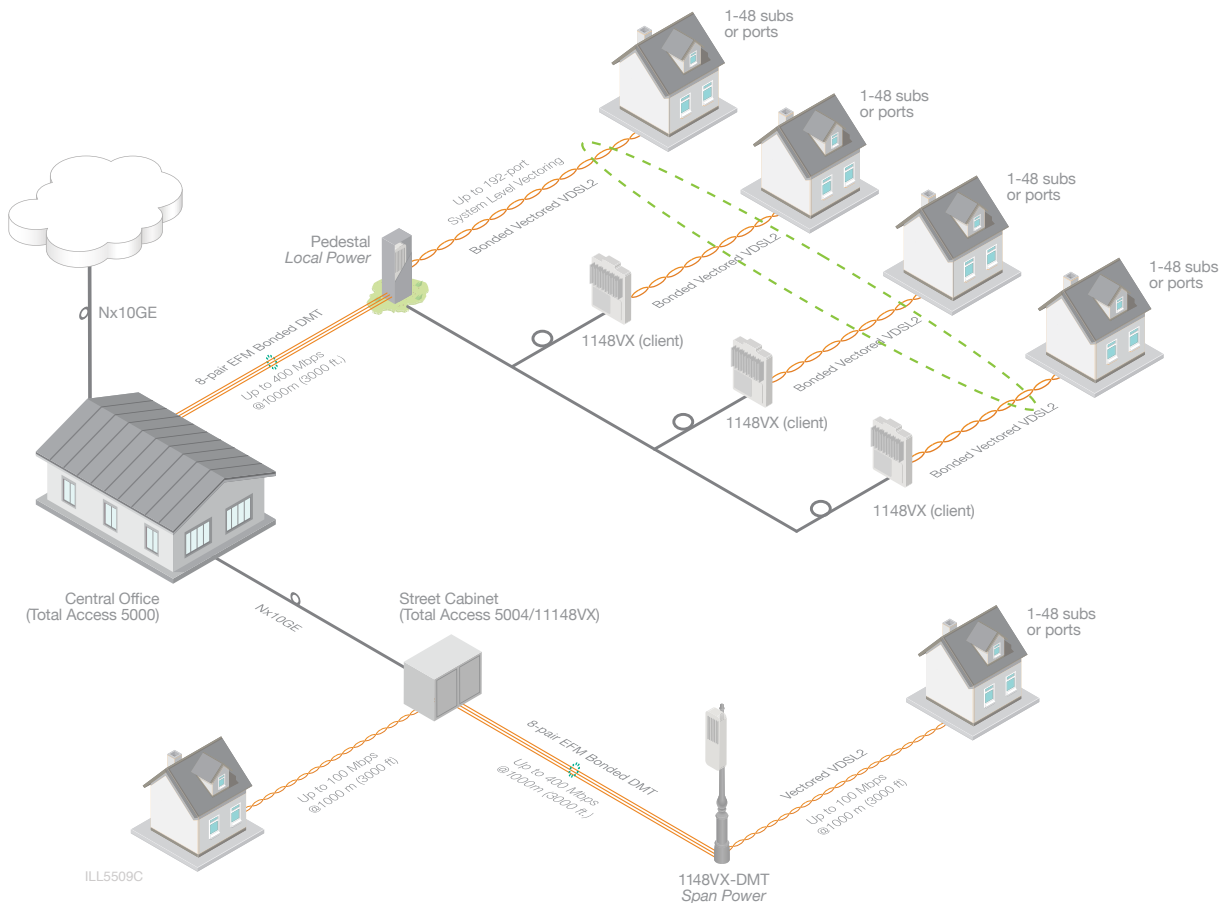 1-48 subs
or ports
1-48 subs
or ports
1-48 subs
or ports
1-48 subs
or ports
Up to 192-port
System Level Vectoring
Bonded Vectored VDSL2
Pedestal
Local Power
Nx10GE
8-pair EFM Bonded DMT
Up to 400 Mbps
@1000m (3000 ft.)
1148VX (client)
Bonded Vectored VDSL2
1148VX (client)
Bonded Vectored VDSL2
1148VX (client)
Bonded Vectored VDSL2
Central Office
(Total Access 5000)
Nx10GE
Street Cabinet
(Total Access 5004/11148VX)
1-48 subs
or ports
Up to 100 Mbps
@1000 m (3000 ft)
8-pair EFM Bonded DMT
Up to 400 Mbps
@1000m (3000 ft.)
Vectored VDSL2
Up to 100 Mbps
@1000 m (3000 ft)
1148VX-DMT
Span Power
ILL5509C